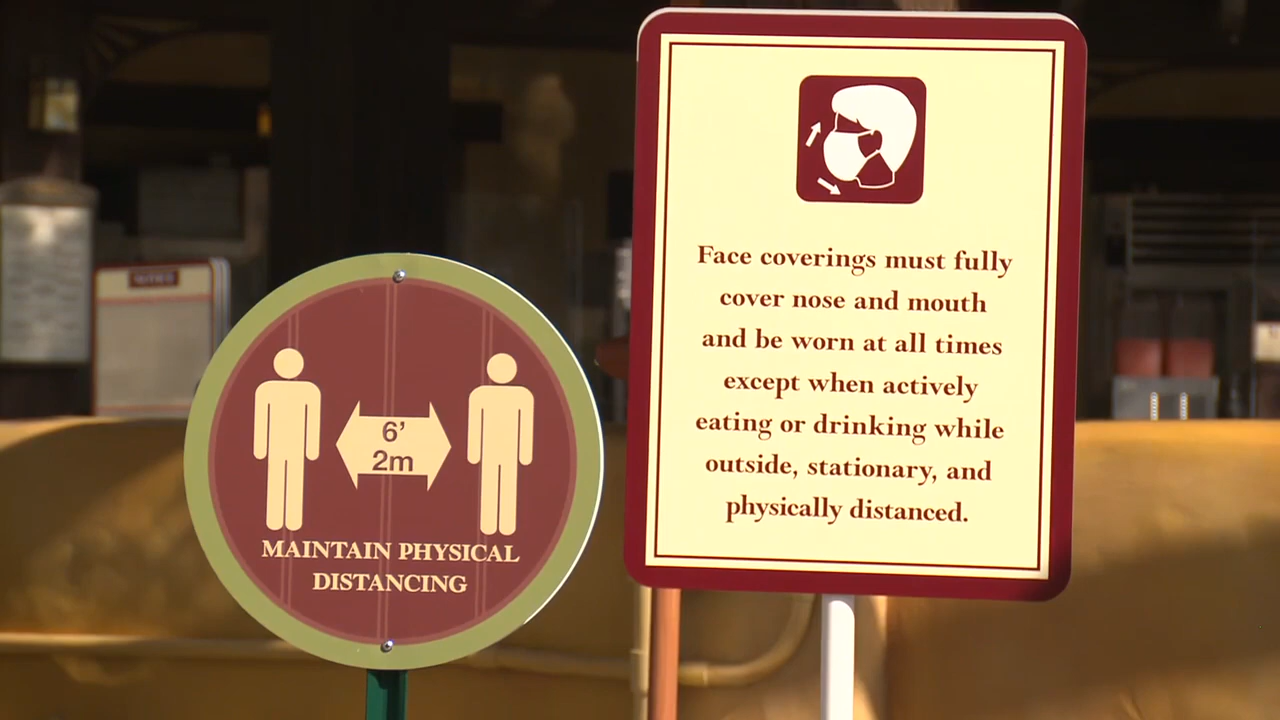 6’
2m
MAINTAIN PHYSICAL
DISTANCING
Face coverings must fully
cover nose and mouth
and be worn at all times
except when actively
eating or drinking while
outside, stationary, and
physically distanced.